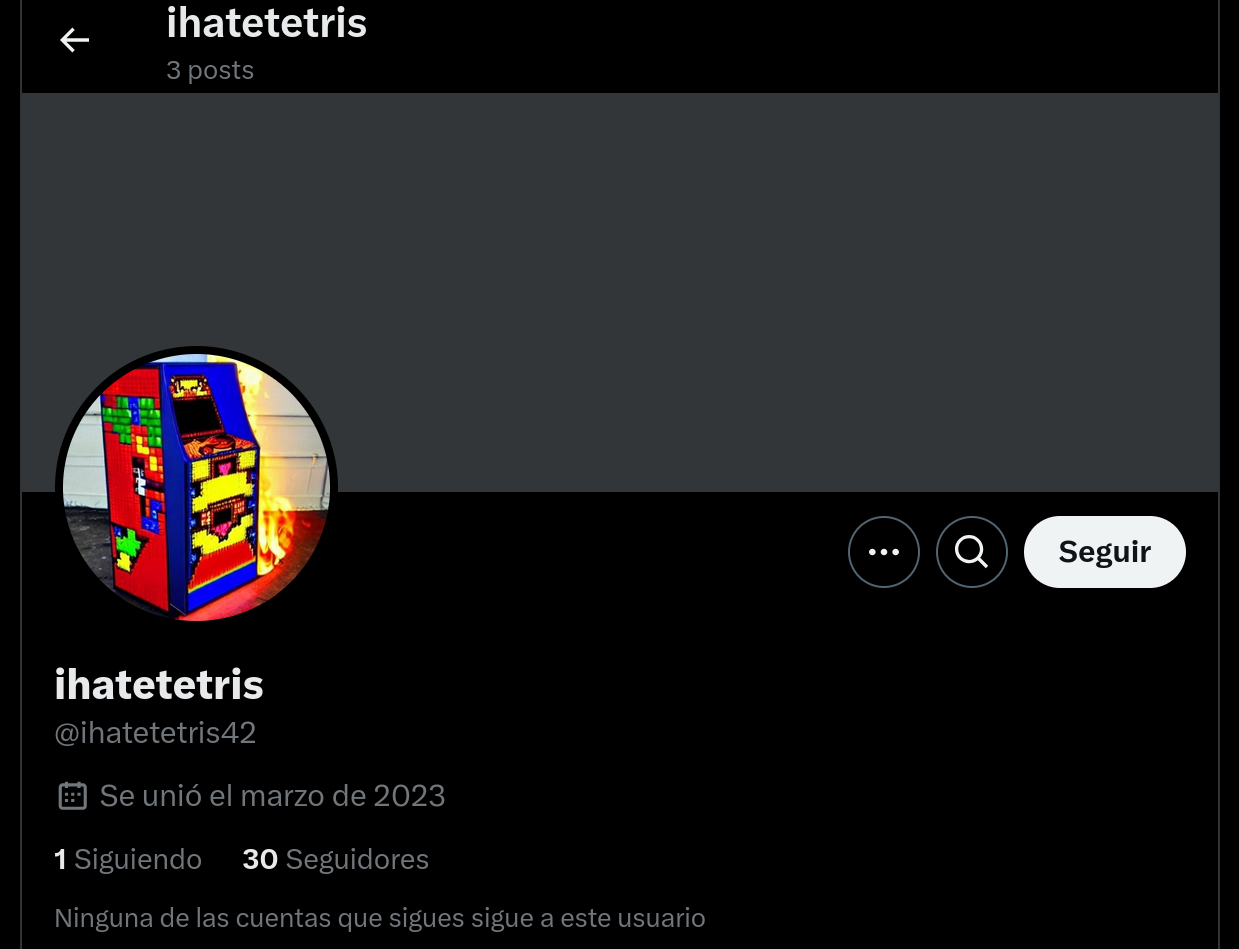 ihatetetris
3 posts
Seguir
ihatetetris
@ihatetetris42
Se unió el marzo de 2023
1 Siguiendo 30 Seguidores
Ninguna de las cuentas que sigues sigue a este usuario